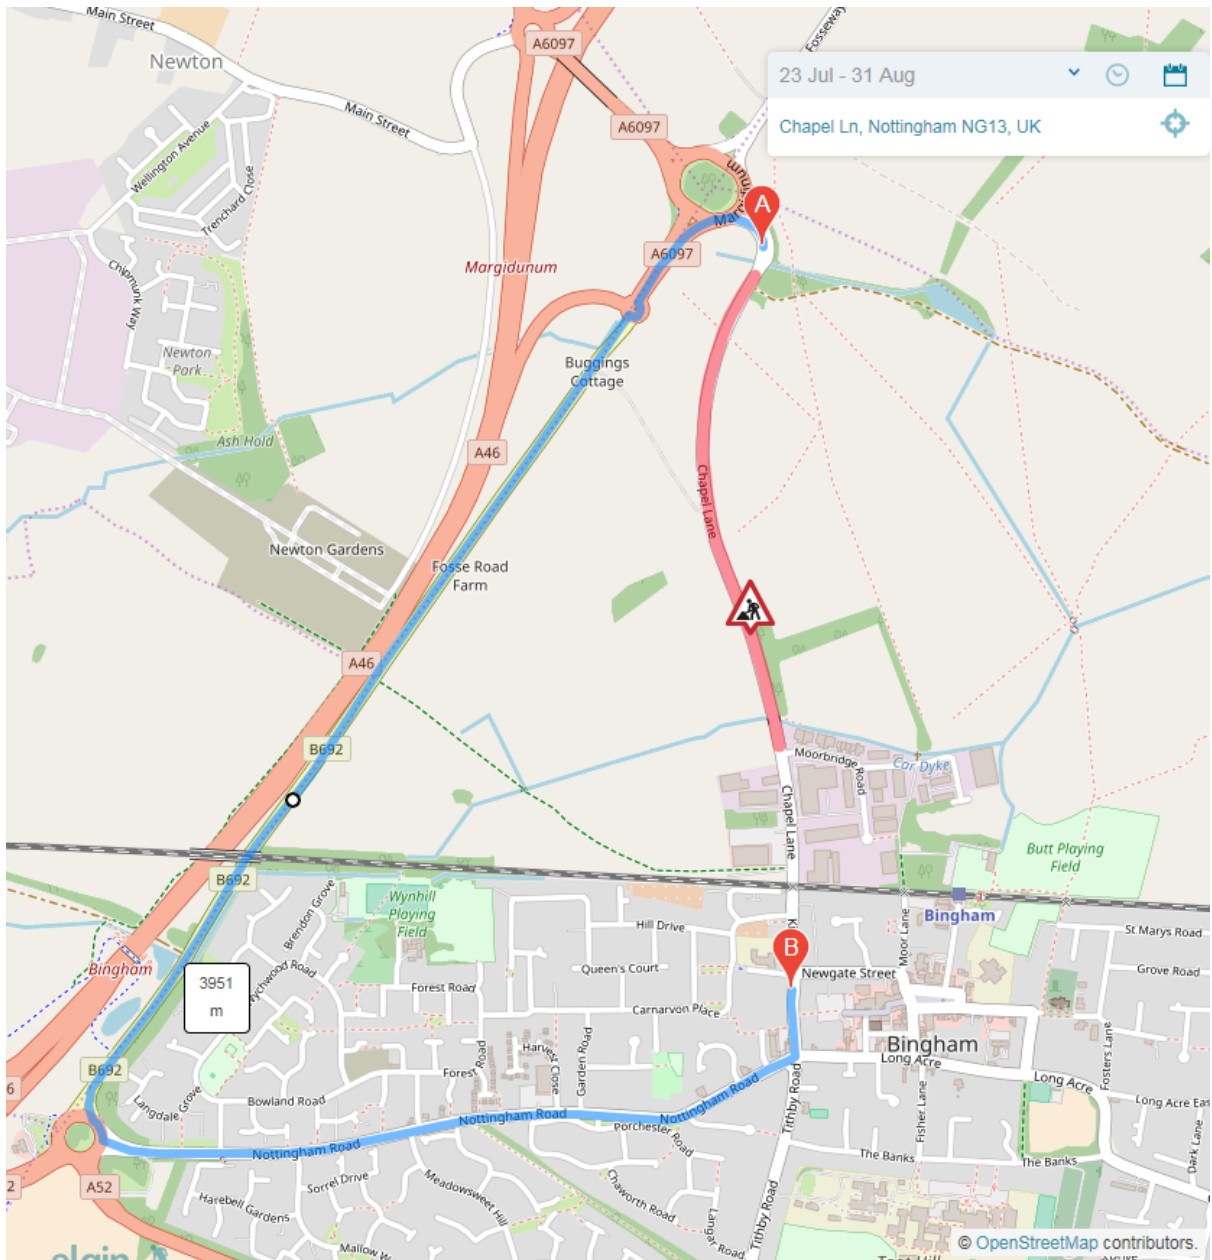 Main Street
Newton
A6097
Fosseway
23 Jul - 31 Aug
Chapel Ln, Nottingham NG13, UK
Main Street
A6097
Wellington Avenue
Trenchard Close
A
A6097
Margidunum
Chipmunk Way
Newton
Park
Buggings
Cottage
Ash Hold
A46
Chapel Lane
Newton Gardens
Fosse Road
Farm
A46
B692
Moorbridge Road
Car Dyke
Chapel Lane
Butt Playing
Field
B692
Brendon Grove
Wynhill
Playing
Field
Bingham
Hill Drive
B
Moor Lane
St Marys Road
Bingham
3951
m
Forest Road
Queen's Court
Newgate Street
Grove Road
Carnarvon Place
Bingham
B692
Forest Road
Garden Road
Long Acre
Fosters Lane
Long Acre
Langdale Grove
Bowland Road
Nottingham Road
Nottingham Road
Tithby Road
Fisher Lane
Long Acre East
Porchester Road
Nottingham Road
The Banks
The Banks
Dark Lane
A52
Sorrel Drive
Meadowsweet Hill
Chaworth Road
Harebell Gardens
Langar Road
Tithby Road
elgin
© OpenStreetMap contributors.